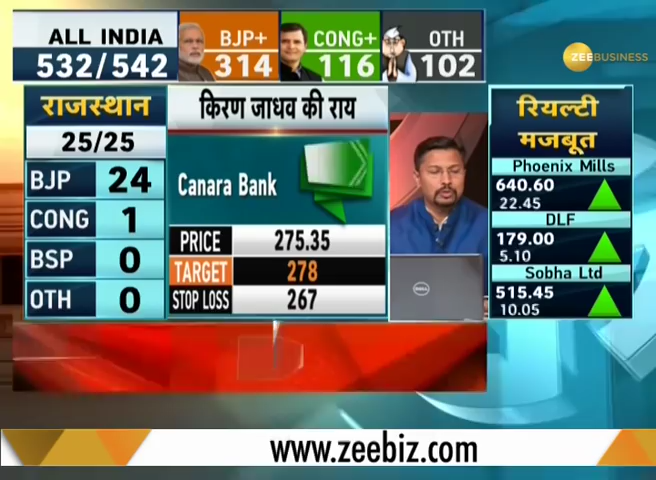 ALL INDIA
532/542
BJP+
314
CONG+
116
OTH
102
ZEEBUSINESS
राजस्थान
25/25
BJP 24
CONG 1
BSP 0
OTH 0
किरण जाधव की राय
Canara Bank
PRICE 275.35
TARGET 278
STOP LOSS 267
DELL
रियल्टी
मजबूत
Phoenix Mills
640.60
22.45
DLF
179.00
5.10
Sobha Ltd
515.45
10.05
www.zeebiz.com